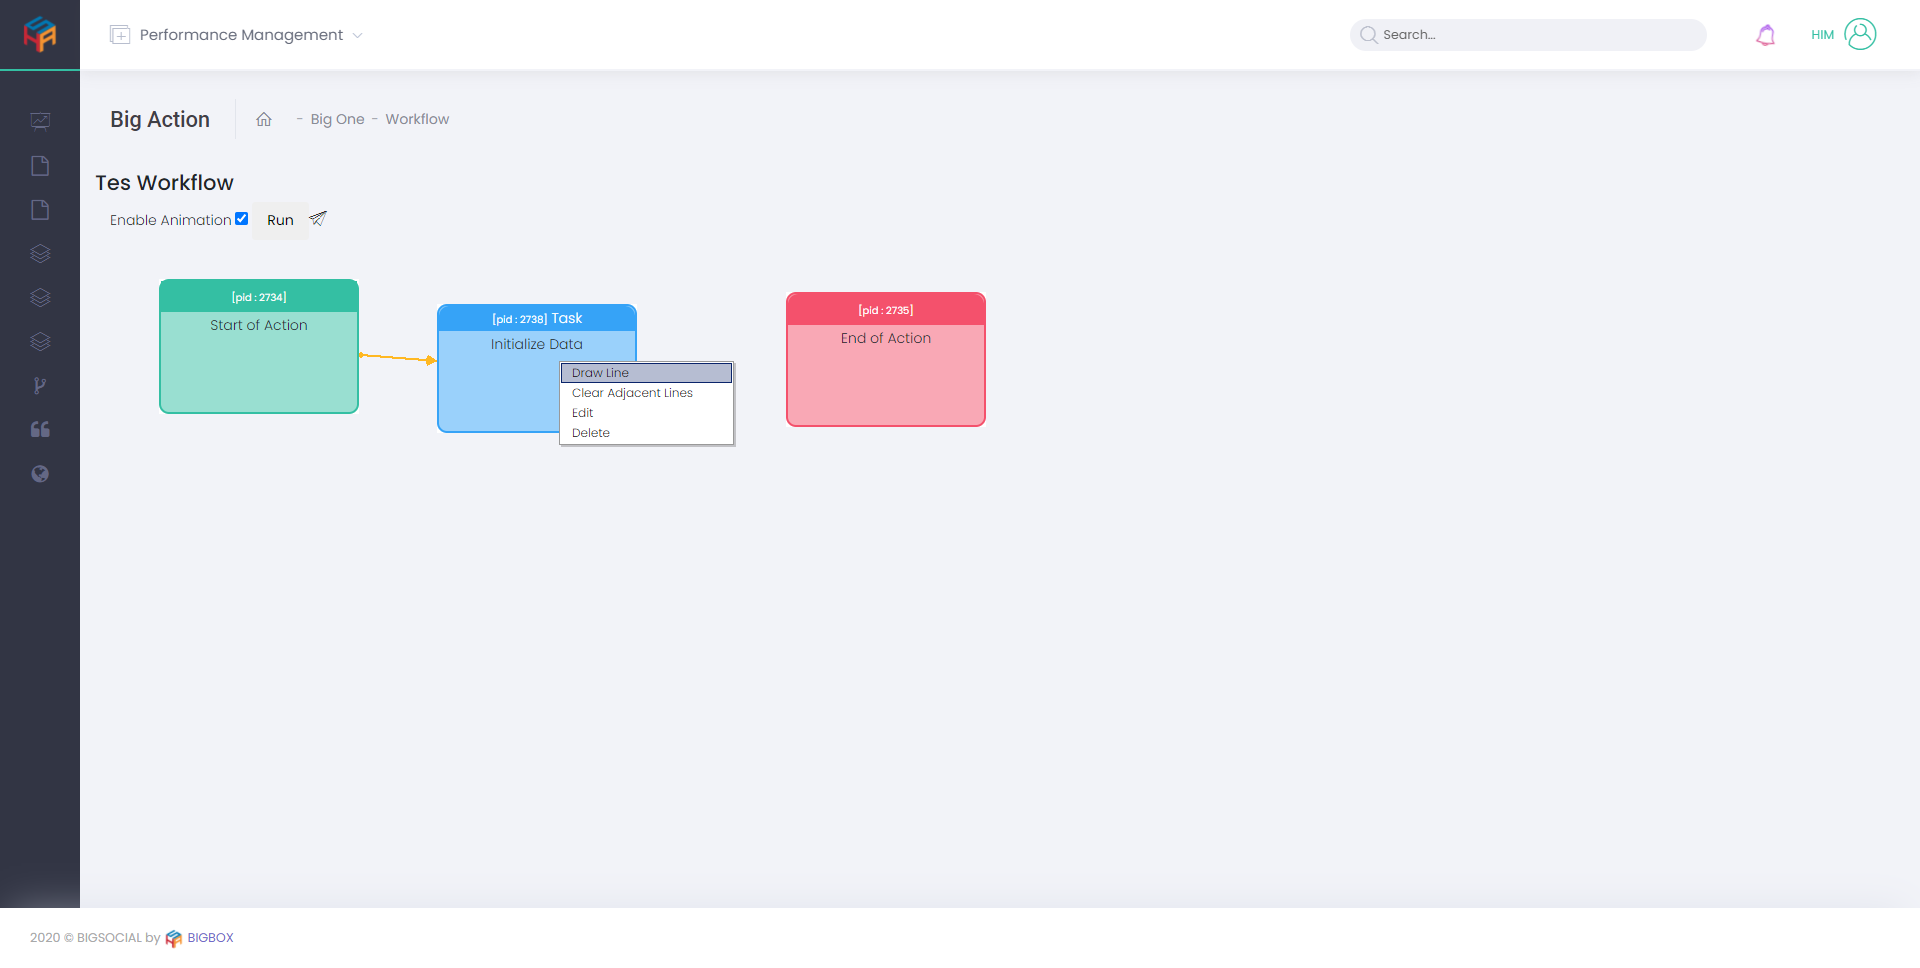 Performance Management
Search...
HIM
Big Action
- Big One - Workflow
Tes Workflow
Enable Animation
Run
[pid : 2734]
Start of Action
[pid : 2738] Task
Initialize Data
[pid : 2735]
End of Action
Draw Line
Clear Adjacent Lines
Edit
Delete
2020 © BIGSOCIAL by BIGBOX